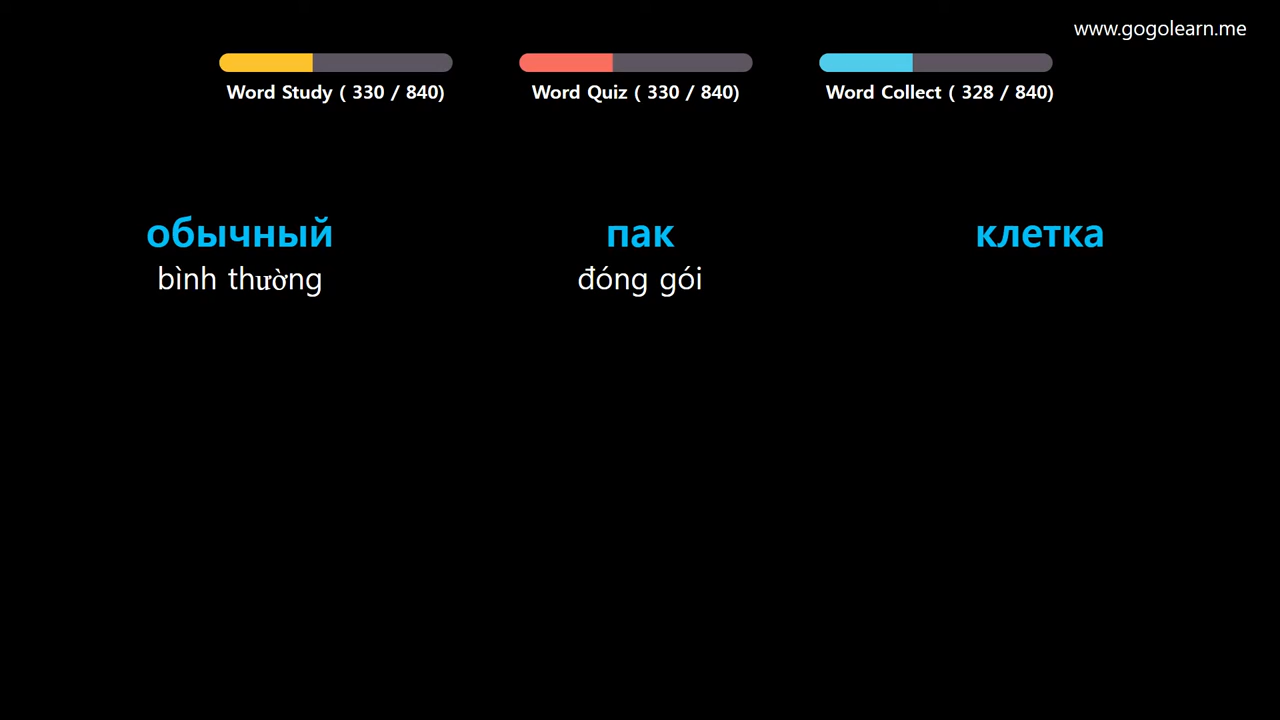 www.gogolearn.me
Word Study ( 330 / 840)
Word Quiz ( 330 / 840)
Word Collect ( 328 / 840)
обычный
bình thường
пак
đóng gói
клетка